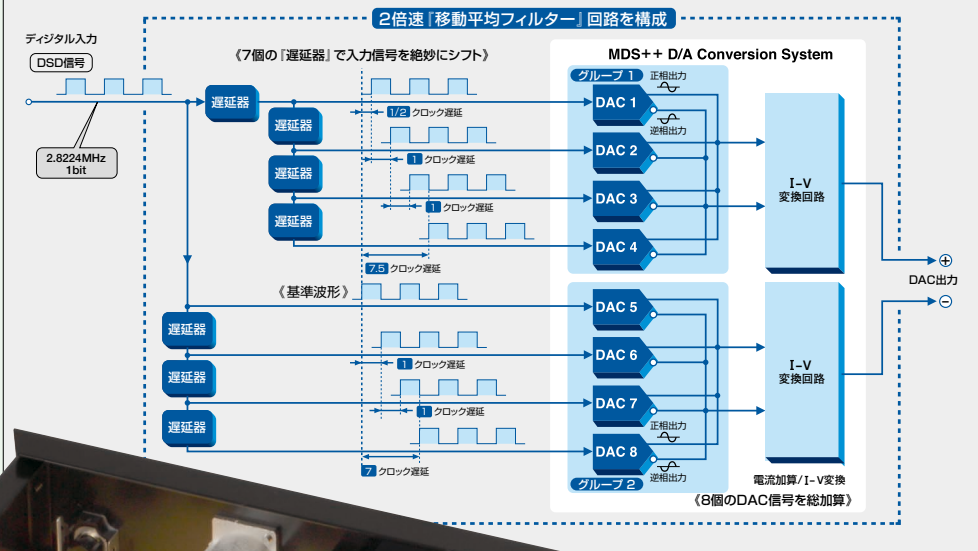 2倍速『移動平均フィルター』回路を構成
ディジタル入力
DSD信号
2.8224MHz
1bit
《7個の『遅延器』で入力信号を絶妙にシフト》
遅延器
遅延器
遅延器
遅延器
1/2 クロック遅延
1 クロック遅延
1 クロック遅延
7.5 クロック遅延
《基準波形》
遅延器
遅延器
遅延器
1 クロック遅延
1 クロック遅延
7 クロック遅延
MDS++ D/A Conversion System
グループ 1
正相出力
DAC 1
逆相出力
DAC 2
DAC 3
DAC 4
I-V
変換回路
DAC 5
DAC 6
DAC 7
正相出力
DAC 8
逆相出力
グループ 2
I-V
変換回路
電流加算/I-V変換
《8個のDAC信号を総加算》
⊕
DAC出力
⊖